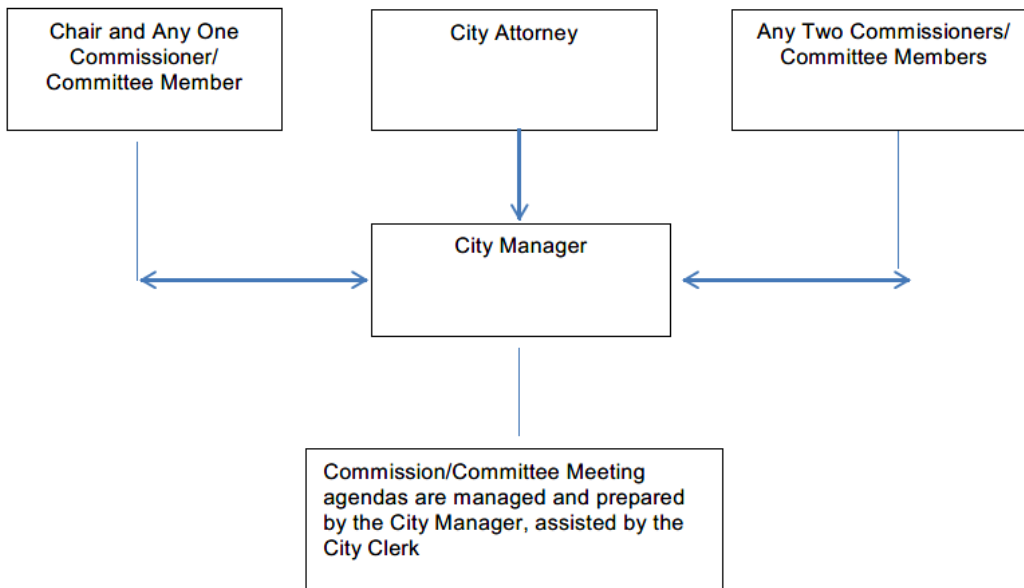 Chair and Any One
Commissioner/
Committee Member
City Attorney
Any Two Commissioners/
Committee Members
City Manager
Commission/Committee Meeting
agendas are managed and prepared
by the City Manager, assisted by the
City Clerk